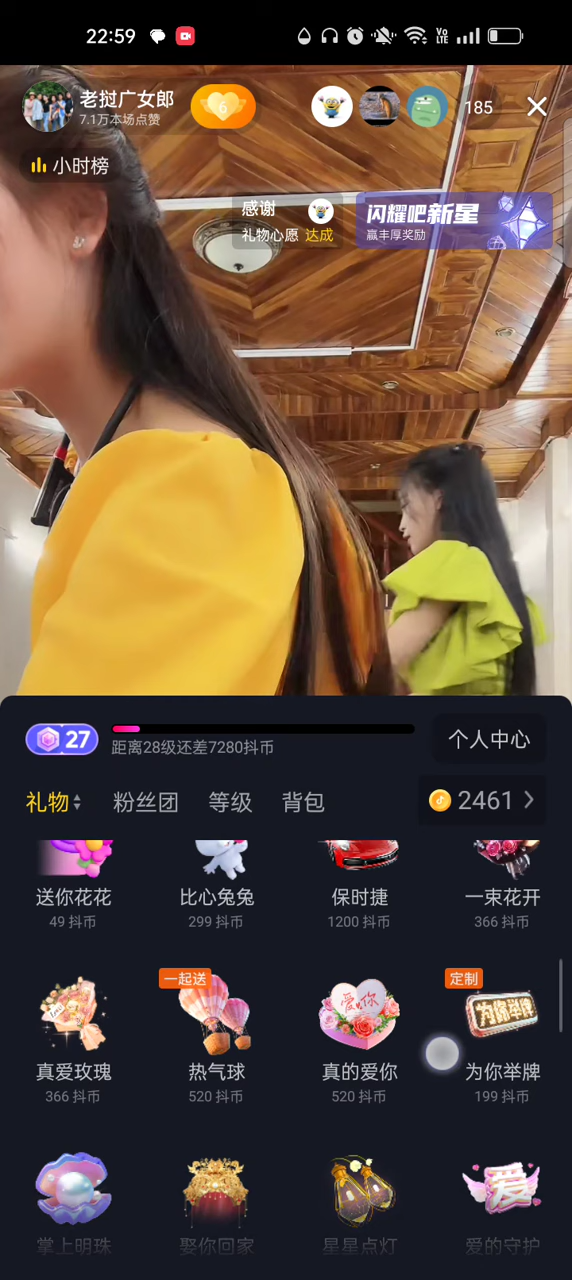 22:59
Vo
LTE
老挝广女郎
7.1万本场点赞
6
185
小时榜
感谢
礼物心愿 达成
闪耀吧新星
赢丰厚奖励
27
距离28级还差7280抖币
个人中心
礼物 粉丝团 等级 背包
2461
送你花花 比心兔兔 保时捷 一束花开
49 抖币 299 抖币 1200 抖币 366 抖币
一起送 定制
爱你 为你举牌
真爱玫瑰 热气球 真的爱你 为你举牌
366 抖币 520 抖币 520 抖币 199 抖币
爱
掌上明珠 娶你回家 星星点灯 爱的守护